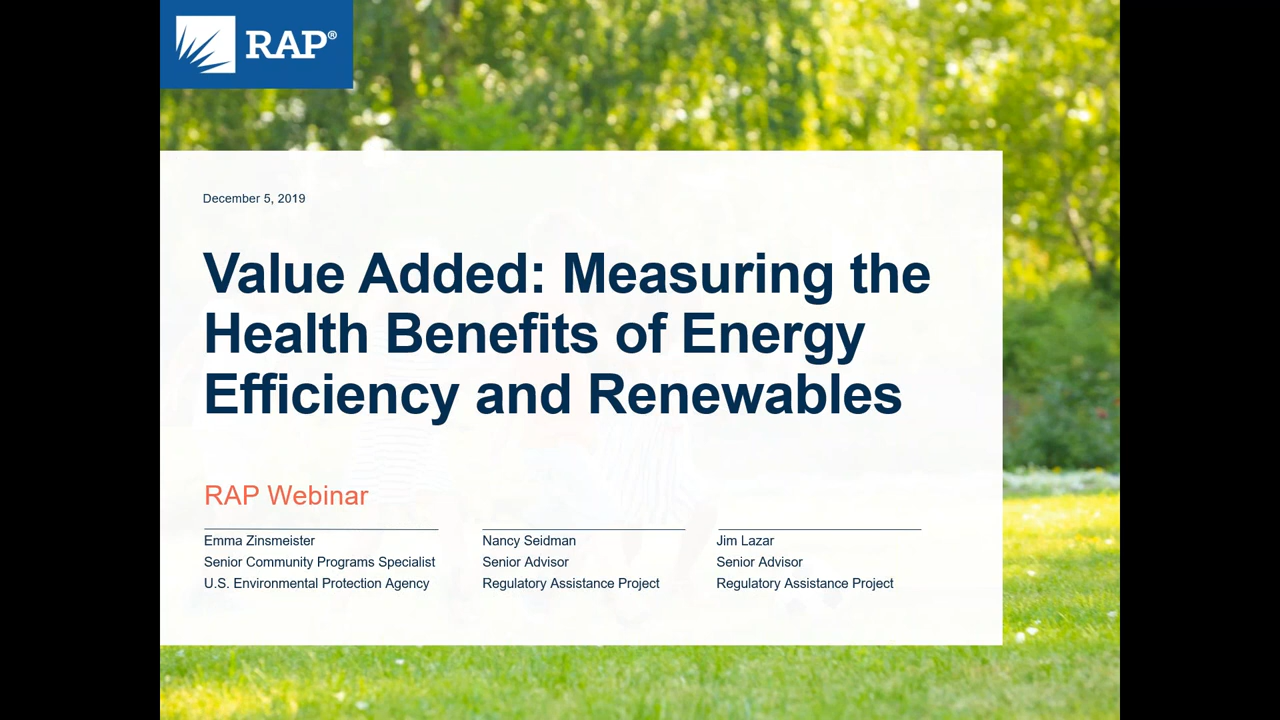 RAP®
December 5, 2019
Value Added: Measuring the
Health Benefits of Energy
Efficiency and Renewables
RAP Webinar
Emma Zinsmeister
Senior Community Programs Specialist
U.S. Environmental Protection Agency
Nancy Seidman
Senior Advisor
Regulatory Assistance Project
Jim Lazar
Senior Advisor
Regulatory Assistance Project